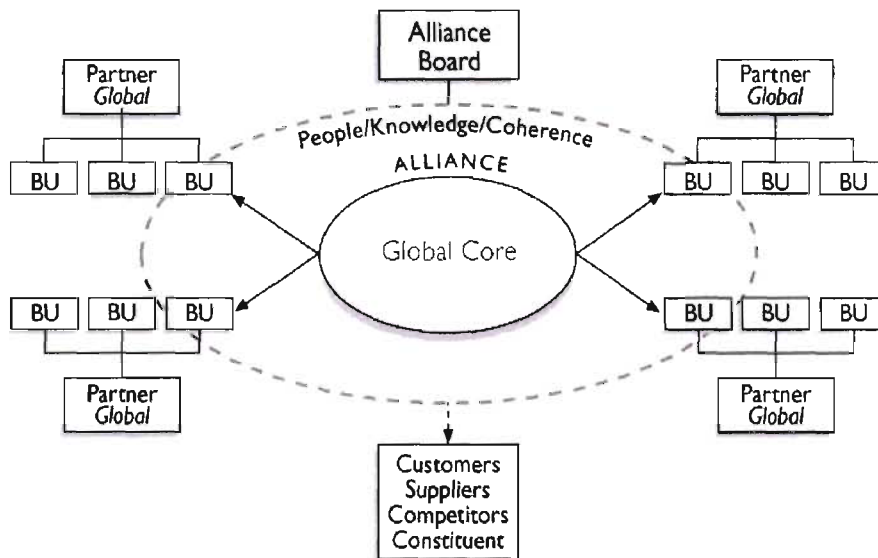 Alliance
Board
Partner
Global
Partner
Global
People/Knowledge/Coherence
ALLIANCE
BU BU BU
BU BU BU
Global Core
BU BU BU
BU BU BU
Partner
Global
Partner
Global
Customers
Suppliers
Competitors
Constituent